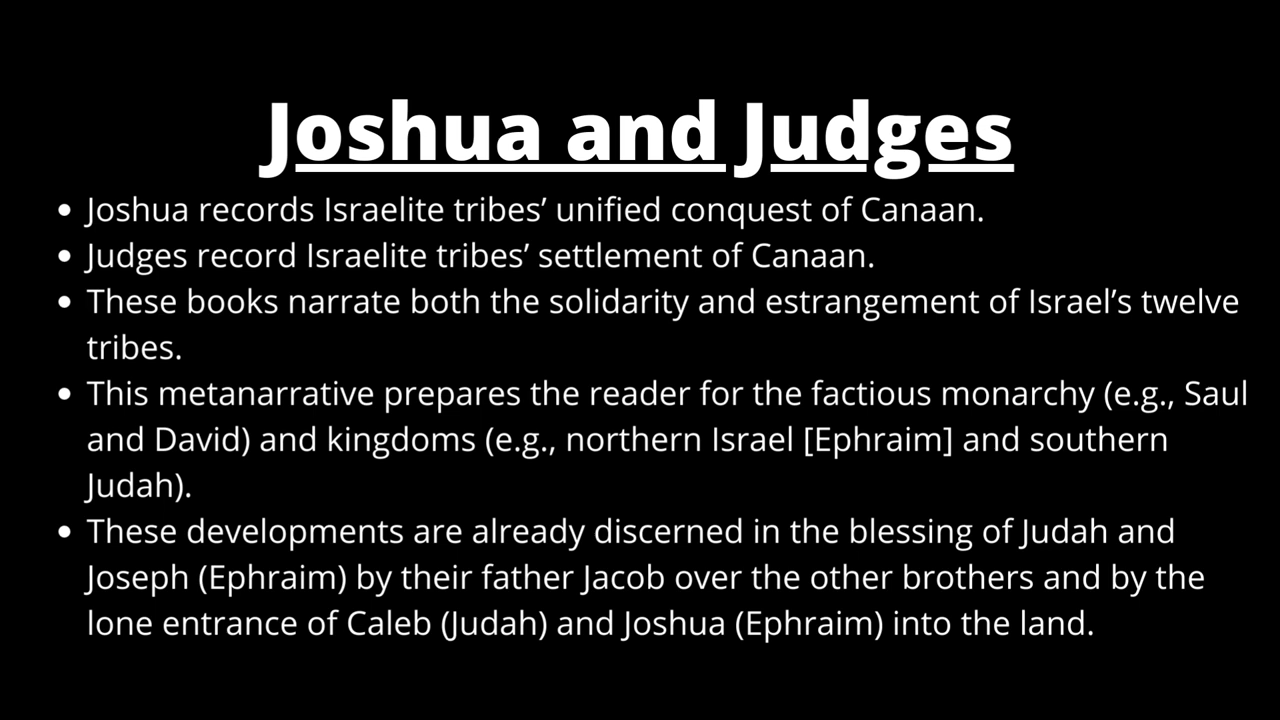 Joshua and Judges
• Joshua records Israelite tribes’ unified conquest of Canaan.
• Judges record Israelite tribes’ settlement of Canaan.
• These books narrate both the solidarity and estrangement of Israel’s twelve
tribes.
• This metanarrative prepares the reader for the factious monarchy (e.g., Saul
and David) and kingdoms (e.g., northern Israel [Ephraim] and southern
Judah).
• These developments are already discerned in the blessing of Judah and
Joseph (Ephraim) by their father Jacob over the other brothers and by the
lone entrance of Caleb (Judah) and Joshua (Ephraim) into the land.